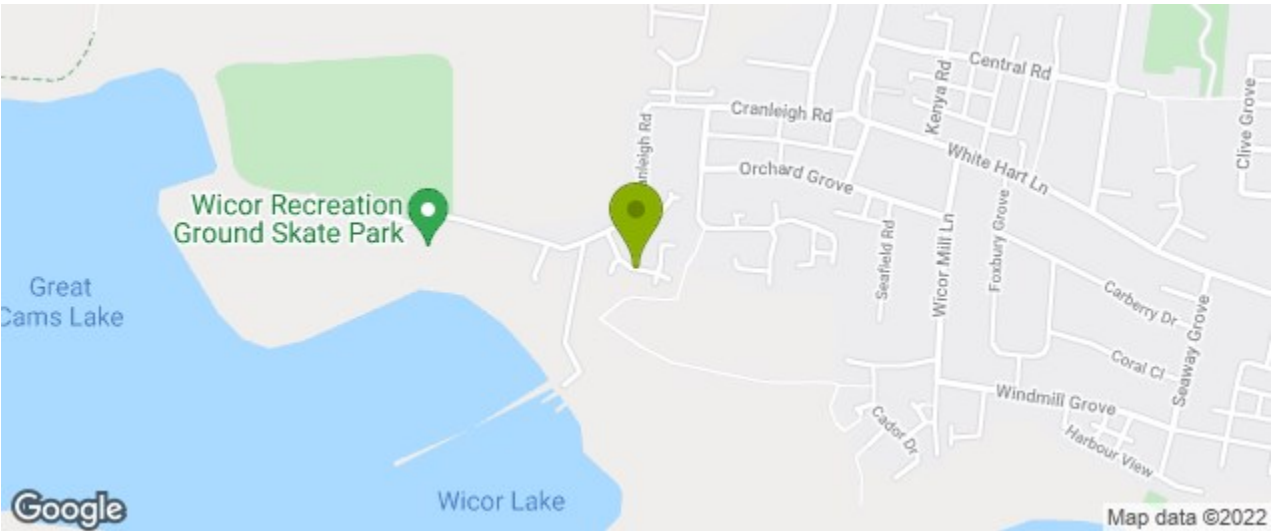 Central Rd
Cranleigh Rd
Kenya Rd
Clive Grove
anleigh Rd
White Hart Ln
Orchard Grove
Wicor Recreation
Ground Skate Park
Seafield Rd
Wicor Mill Ln
Foxbury Grove
Great
Cams Lake
Carberry Dr
Seaway Grove
Coral Cl
Windmill Grove
Cador Dr
Harbour View
Wicor Lake
Google
Map data ©2022